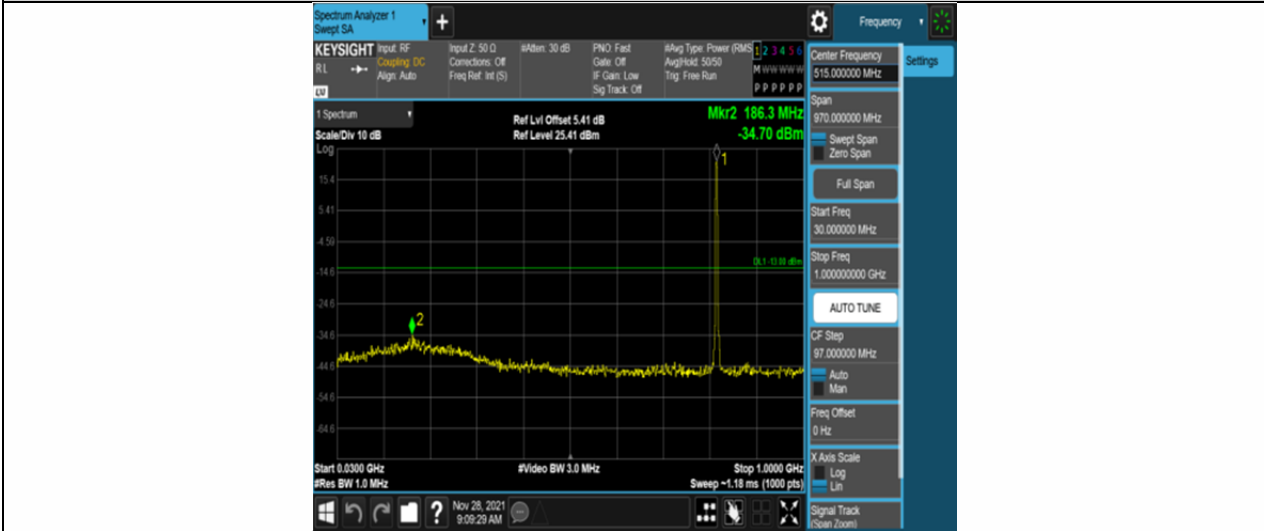 Spectrum Analyzer 1
Swept SA
Frequency
KEYSIGHT
Input: RF
Coupling: DC
Align: Auto
Input Z: 50 Ω
Corrections: Off
Freq Ref: Int (S)
#Atten: 30 dB
PNO: Fast
Gate: Off
IF Gain: Low
Sig Track: Off
#Avg Type: Power (RMS
Avg|Hold: 50/50
Trig: Free Run
1 2 3 4 5 6
M W W W W W
P P P P P P
R L
1 Spectrum
Scale/Div 10 dB
Ref Lvl Offset 5.41 dB
Ref Level 25.41 dBm
Mkr2 186.3 MHz
-34.70 dBm
Log
15.4
5.41
-4.59
-14.6
-24.6
-34.6
-44.6
-54.6
-64.6
1
2
DL1 -13.00 dBm
Start 0.0300 GHz
#Res BW 1.0 MHz
#Video BW 3.0 MHz
Stop 1.0000 GHz
Sweep ~1.18 ms (1000 pts)
Center Frequency
515.000000 MHz
Settings
Span
970.000000 MHz
Swept Span
Zero Span
Full Span
Start Freq
30.000000 MHz
Stop Freq
1.000000000 GHz
AUTO TUNE
CF Step
97.000000 MHz
Auto
Man
Freq Offset
0 Hz
X Axis Scale
Log
Lin
Signal Track
(Span Zoom)
?
Nov 28, 2021
9:09:29 AM